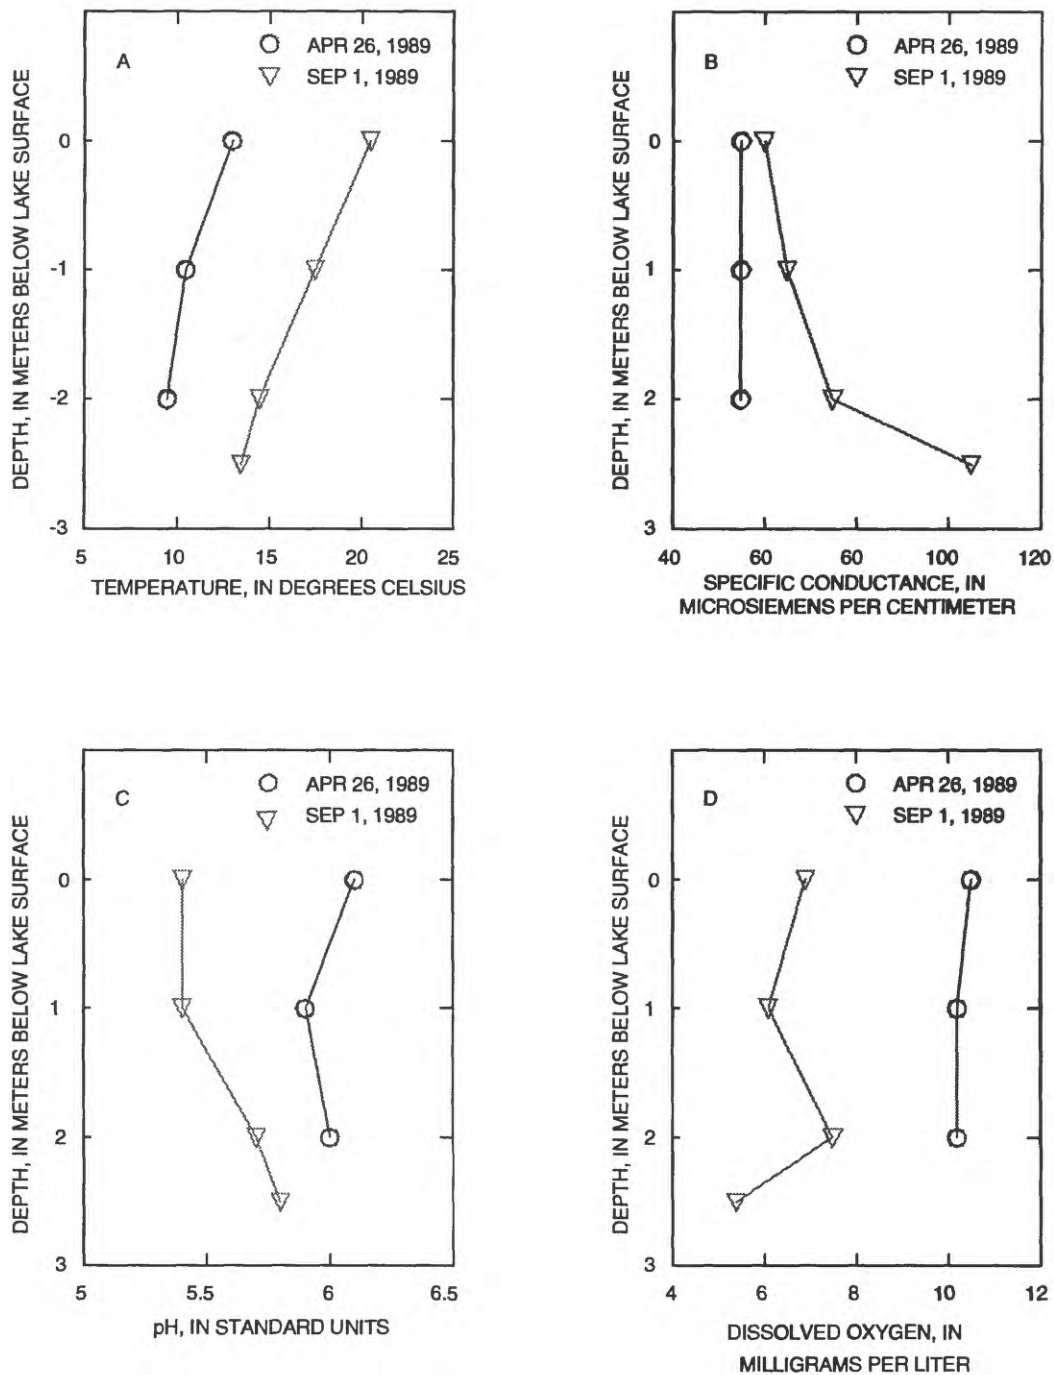 A
APR 26, 1989
SEP 1, 1989
DEPTH, IN METERS BELOW LAKE SURFACE
0
-1
-2
-3
5 10 15 20 25
TEMPERATURE, IN DEGREES CELSIUS
B
APR 26, 1989
SEP 1, 1989
DEPTH, IN METERS BELOW LAKE SURFACE
0
1
2
3
40 60 60 100 120
SPECIFIC CONDUCTANCE, IN
MICROSIEMENS PER CENTIMETER
C
APR 26, 1989
SEP 1, 1989
DEPTH, IN METERS BELOW LAKE SURFACE
0
1
2
3
5 5.5 6 6.5
pH, IN STANDARD UNITS
D
APR 26, 1989
SEP 1, 1989
DEPTH, IN METERS BELOW LAKE SURFACE
0
1
2
3
4 6 8 10 12
DISSOLVED OXYGEN, IN
MILLIGRAMS PER LITER